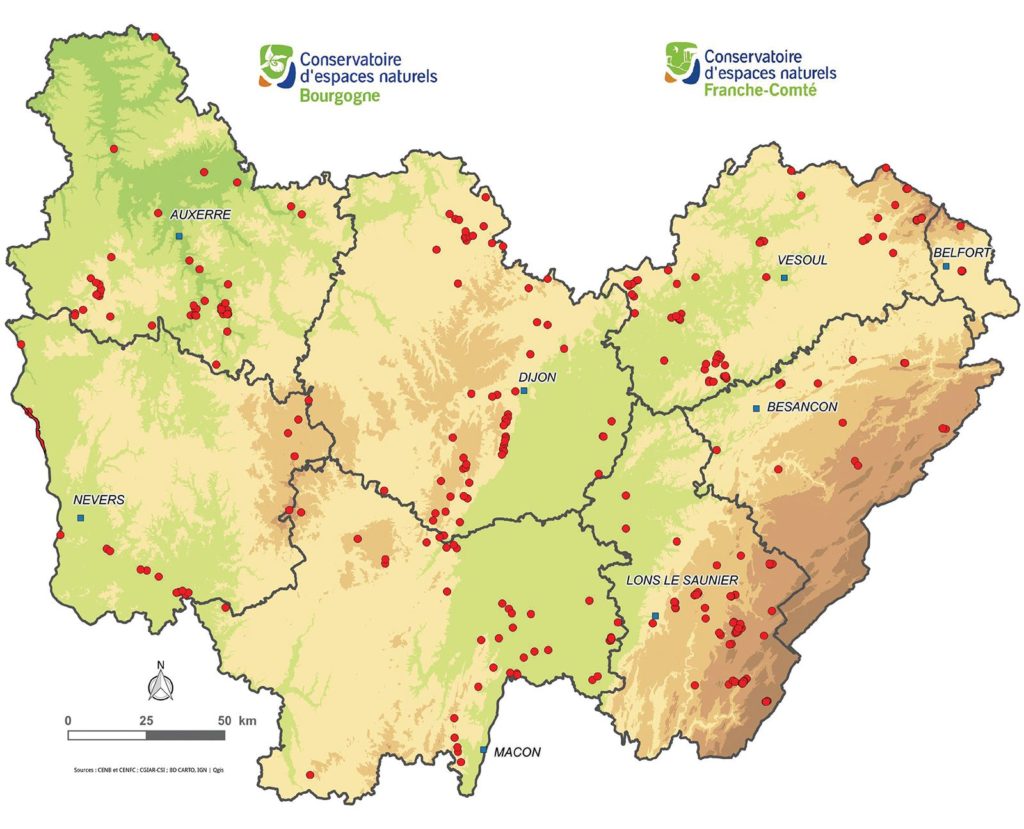 Conservatoire
d'espaces naturels
Bourgogne
Conservatoire
d'espaces naturels
Franche-Comté
AUXERRE
BELFORT
VESOUL
DIJON
BESANCON
NEVERS
LONS LE SAUNIER
N
0 25 50 km
MACON
Sources : CENB et CENFC ; CGIAR-CSI ; BD CARTO, IGN | Qgis